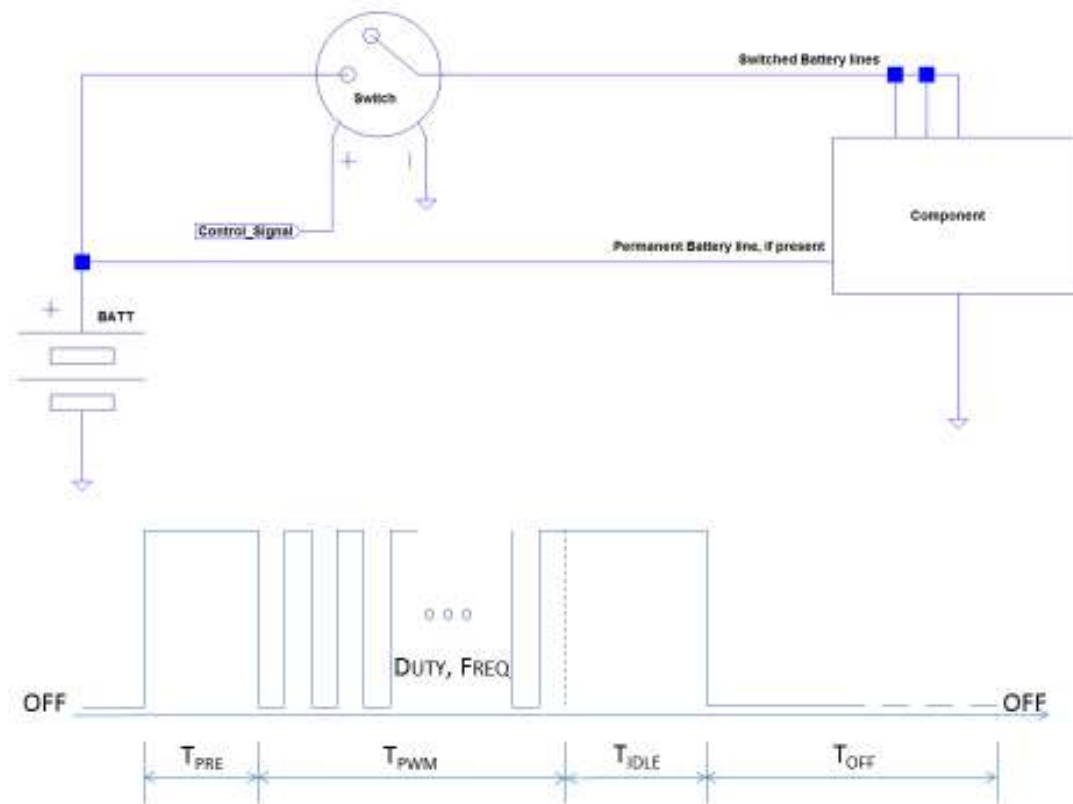 Switched Battery lines
Switch
+
Component
Control_Signal
Permanent Battery line, if present
+
BATT
o o o
DUTY, FREQ
OFF
OFF
TPRE
TPWM
TIDLE
TOFF